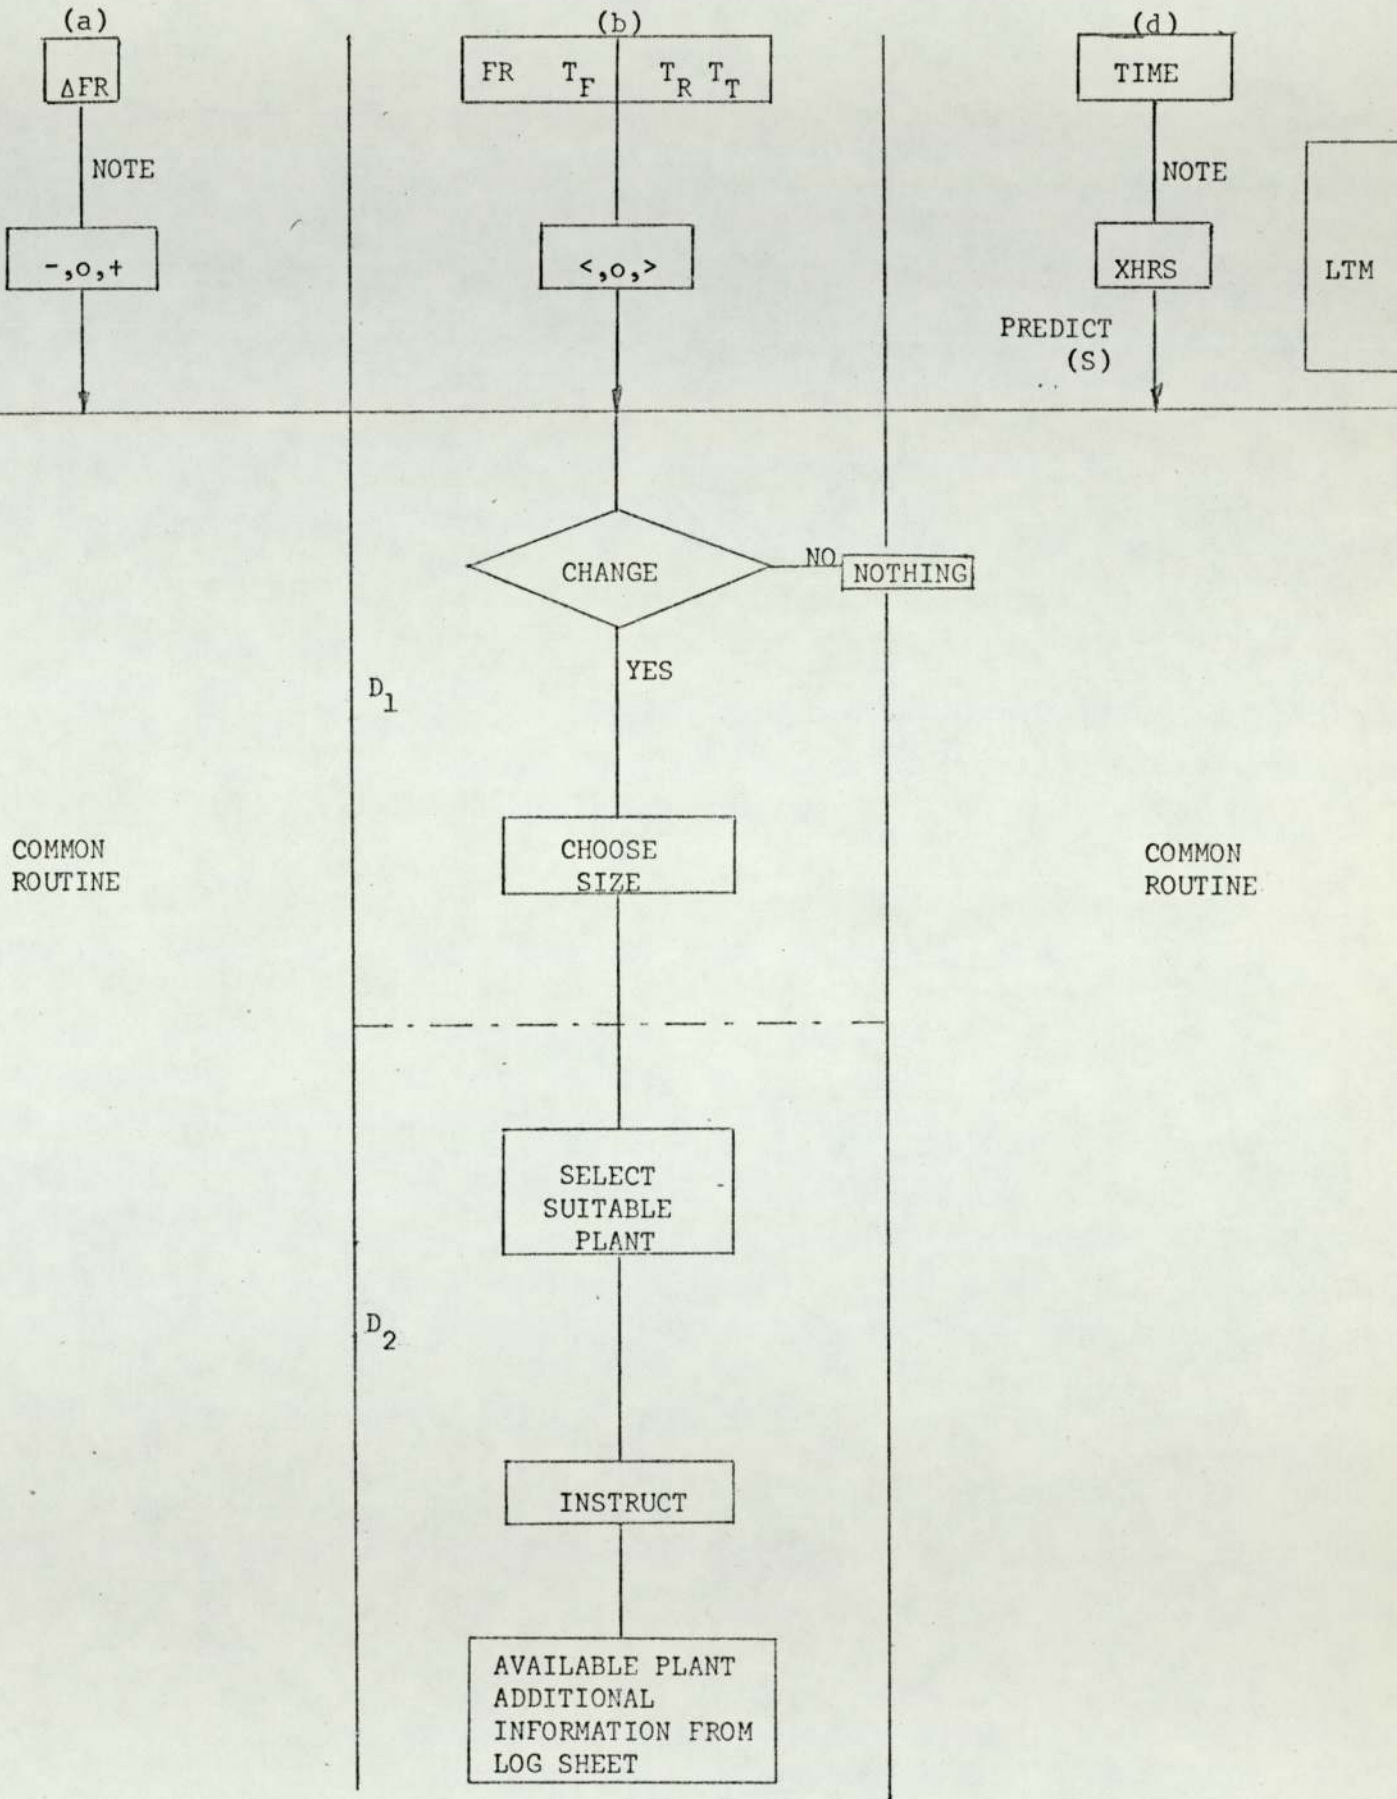 (a)
(b)
(d)
ΔFR
FR T_F T_R T_T
TIME
NOTE
NOTE
-,o,+
<,o,>
XHRS
LTM
PREDICT
(S)
CHANGE
NO
NOTHING
YES
D_1
COMMON
ROUTINE
CHOOSE
SIZE
COMMON
ROUTINE
SELECT
SUITABLE
PLANT
D_2
INSTRUCT
AVAILABLE PLANT
ADDITIONAL
INFORMATION FROM
LOG SHEET